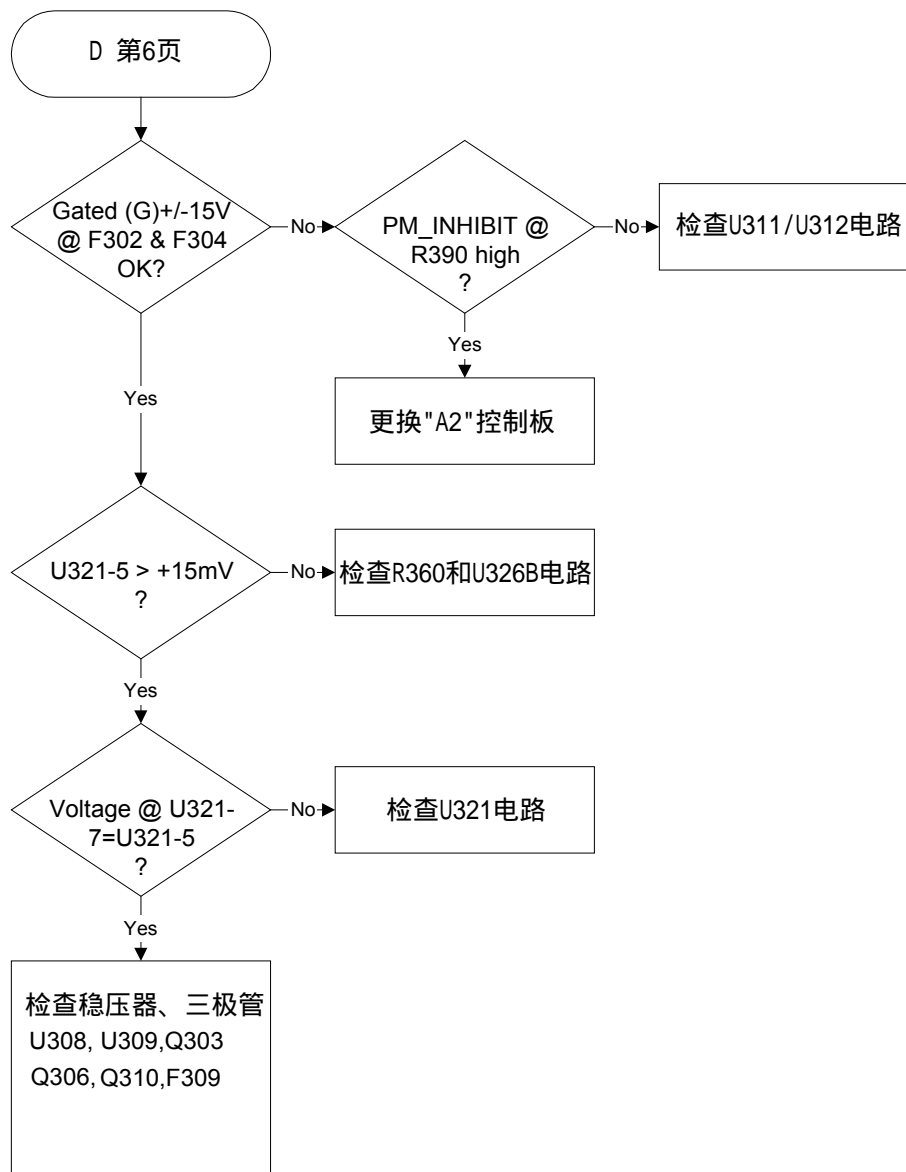 D 第6页
Gated (G)+/-15V
@ F302 & F304
OK?
No
PM_INHIBIT @
R390 high
?
No
检查U311/U312电路
Yes
更换"A2"控制板
Yes
U321-5 > +15mV
?
No
检查R360和U326B电路
Yes
Voltage @ U321-
7=U321-5
?
No
检查U321电路
Yes
检查稳压器、三极管
U308, U309,Q303
Q306,Q310,F309